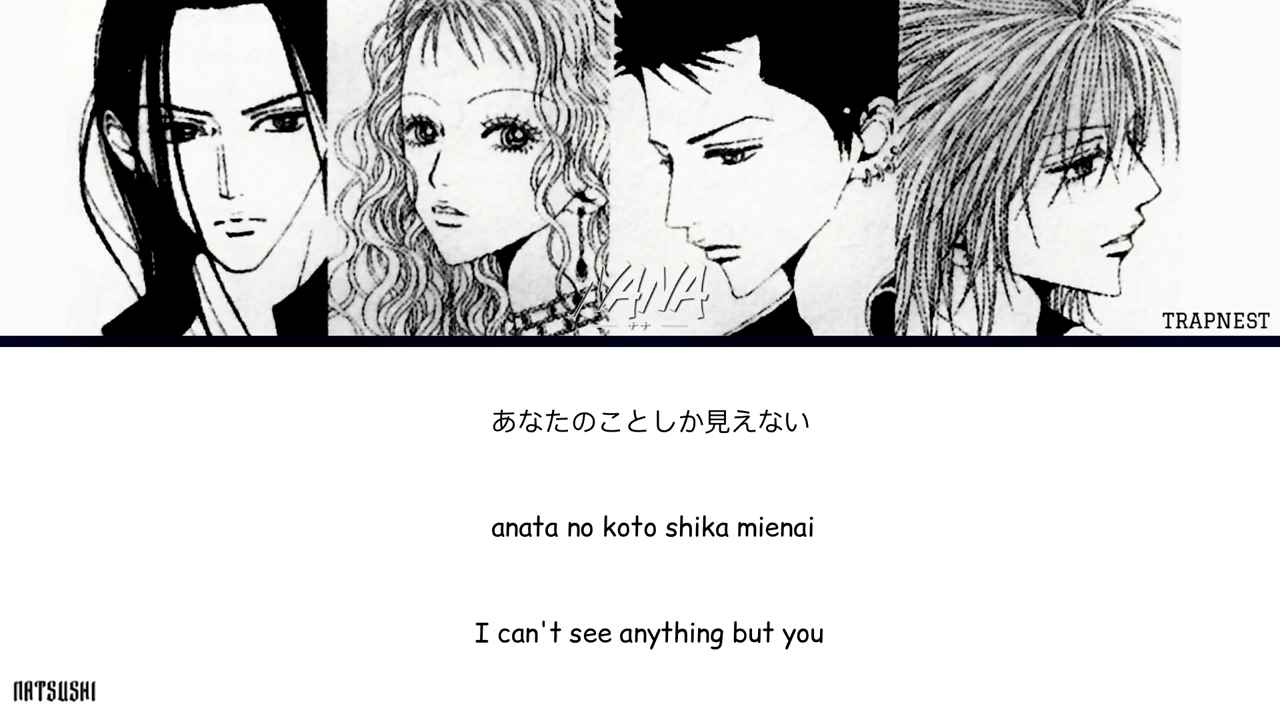 NANA
ナナ
TRAPNEST
あなたのことしか見えない
anata no koto shika mienai
I can't see anything but you
NATSUSHI